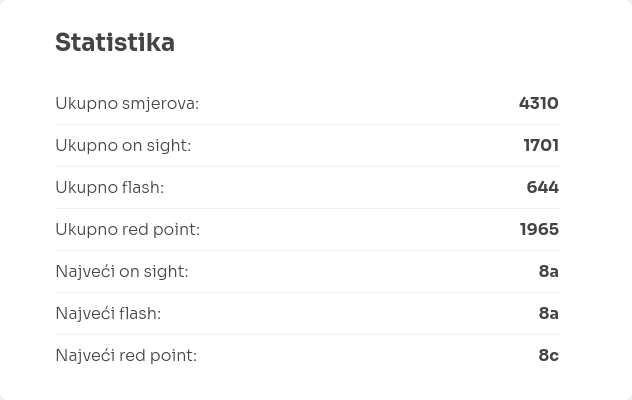 Statistika
Ukupno smjerova: 4310
Ukupno on sight: 1701
Ukupno flash: 644
Ukupno red point: 1965
Najveći on sight: 8a
Najveći flash: 8a
Najveći red point: 8c